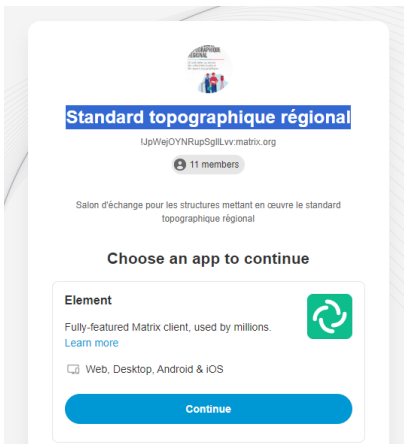 Standard topographique régional
!JpWejOYNRupSgllLvv:matrix.org
11 members
Salon d'échange pour les structures mettant en œuvre le standard
topographique régional
Choose an app to continue
Element
Fully-featured Matrix client, used by millions.
Learn more
Web, Desktop, Android & iOS
Continue